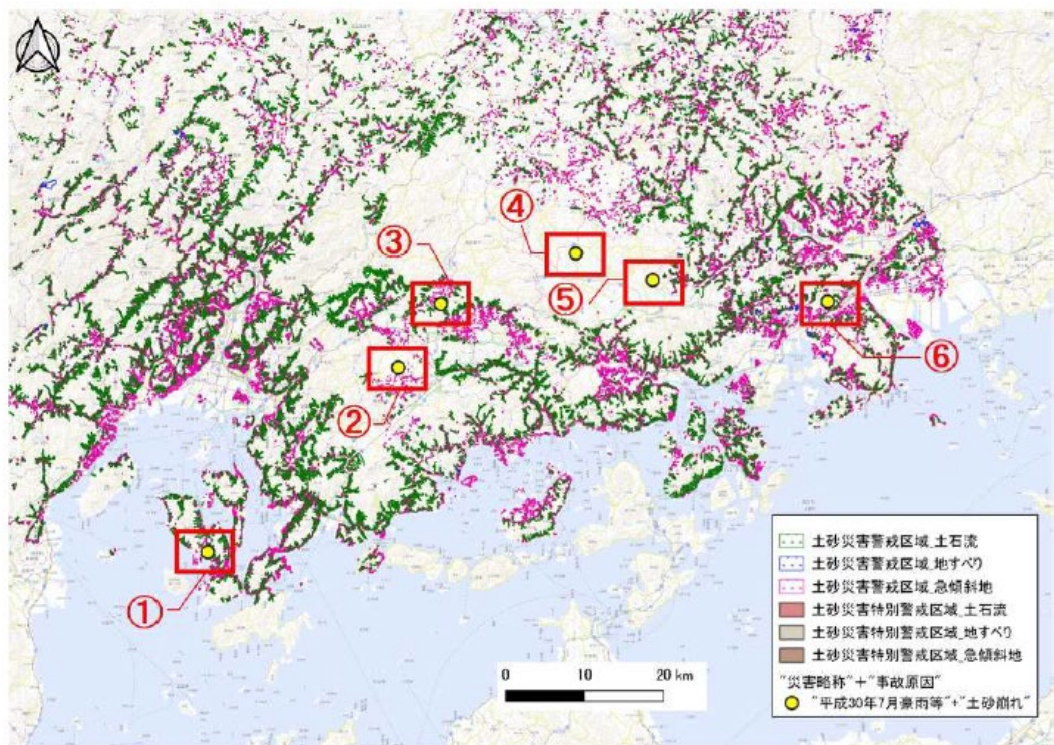 ④
③
⑤
⑥
②
①
土砂災害警戒区域_土石流
土砂災害警戒区域_地すべり
土砂災害警戒区域_急傾斜地
土砂災害特別警戒区域_土石流
土砂災害特別警戒区域_地すべり
土砂災害特別警戒区域_急傾斜地
"災害略称"+"事故原因"
"平成30年7月豪雨等"+"土砂崩れ"
0 10 20 km